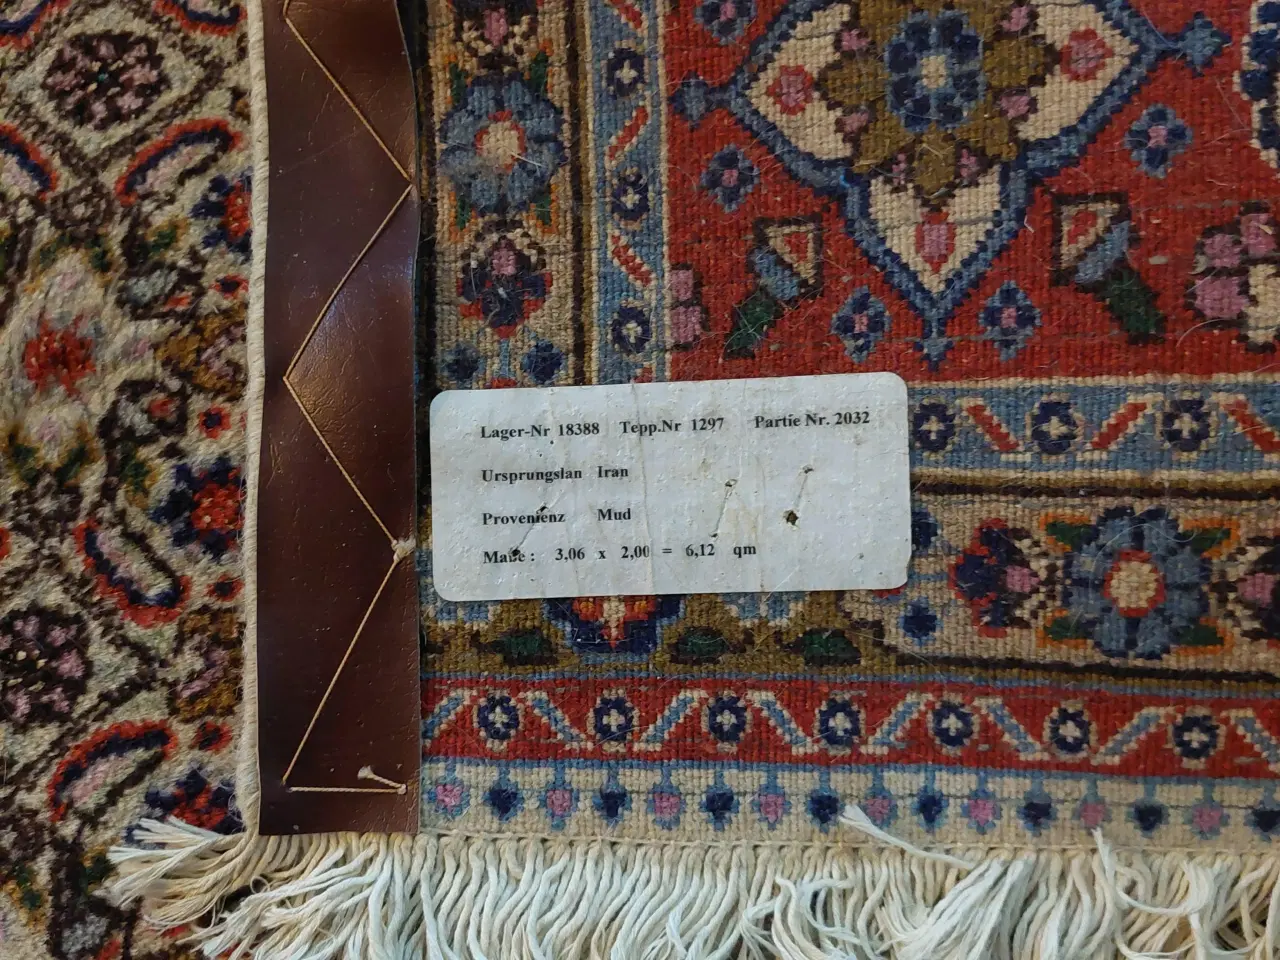 Lager-Nr 18388 Tepp.Nr 1297 Partie Nr. 2032
Ursprungslan Iran
Provenienz Mud
Maße : 3,06 x 2,00 = 6,12 qm